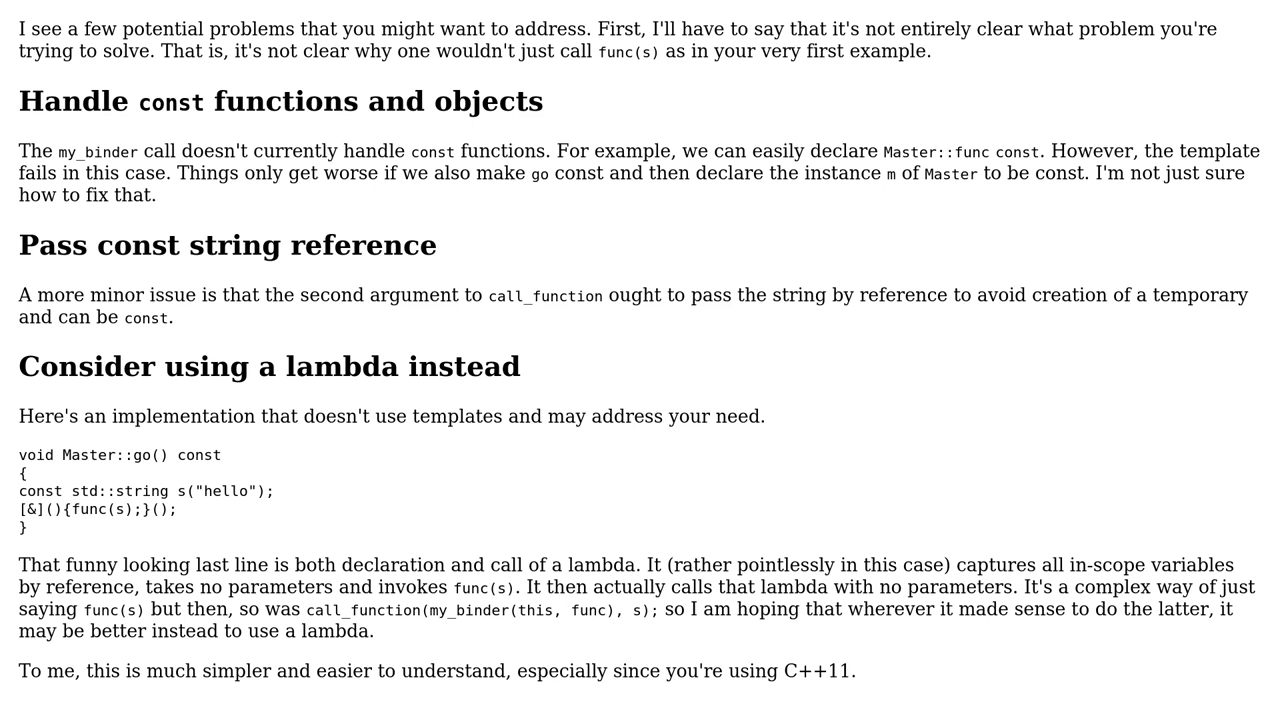 I see a few potential problems that you might want to address. First, I'll have to say that it's not entirely clear what problem you're
trying to solve. That is, it's not clear why one wouldn't just call func(s) as in your very first example.
Handle const functions and objects
The my_binder call doesn't currently handle const functions. For example, we can easily declare Master::func const. However, the template
fails in this case. Things only get worse if we also make go const and then declare the instance m of Master to be const. I'm not just sure
how to fix that.
Pass const string reference
A more minor issue is that the second argument to call_function ought to pass the string by reference to avoid creation of a temporary
and can be const.
Consider using a lambda instead
Here's an implementation that doesn't use templates and may address your need.
void Master::go() const
{
const std::string s("hello");
[&](){func(s);}();
}
That funny looking last line is both declaration and call of a lambda. It (rather pointlessly in this case) captures all in-scope variables
by reference, takes no parameters and invokes func(s). It then actually calls that lambda with no parameters. It's a complex way of just
saying func(s) but then, so was call_function(my_binder(this, func), s); so I am hoping that wherever it made sense to do the latter, it
may be better instead to use a lambda.
To me, this is much simpler and easier to understand, especially since you're using C++11.